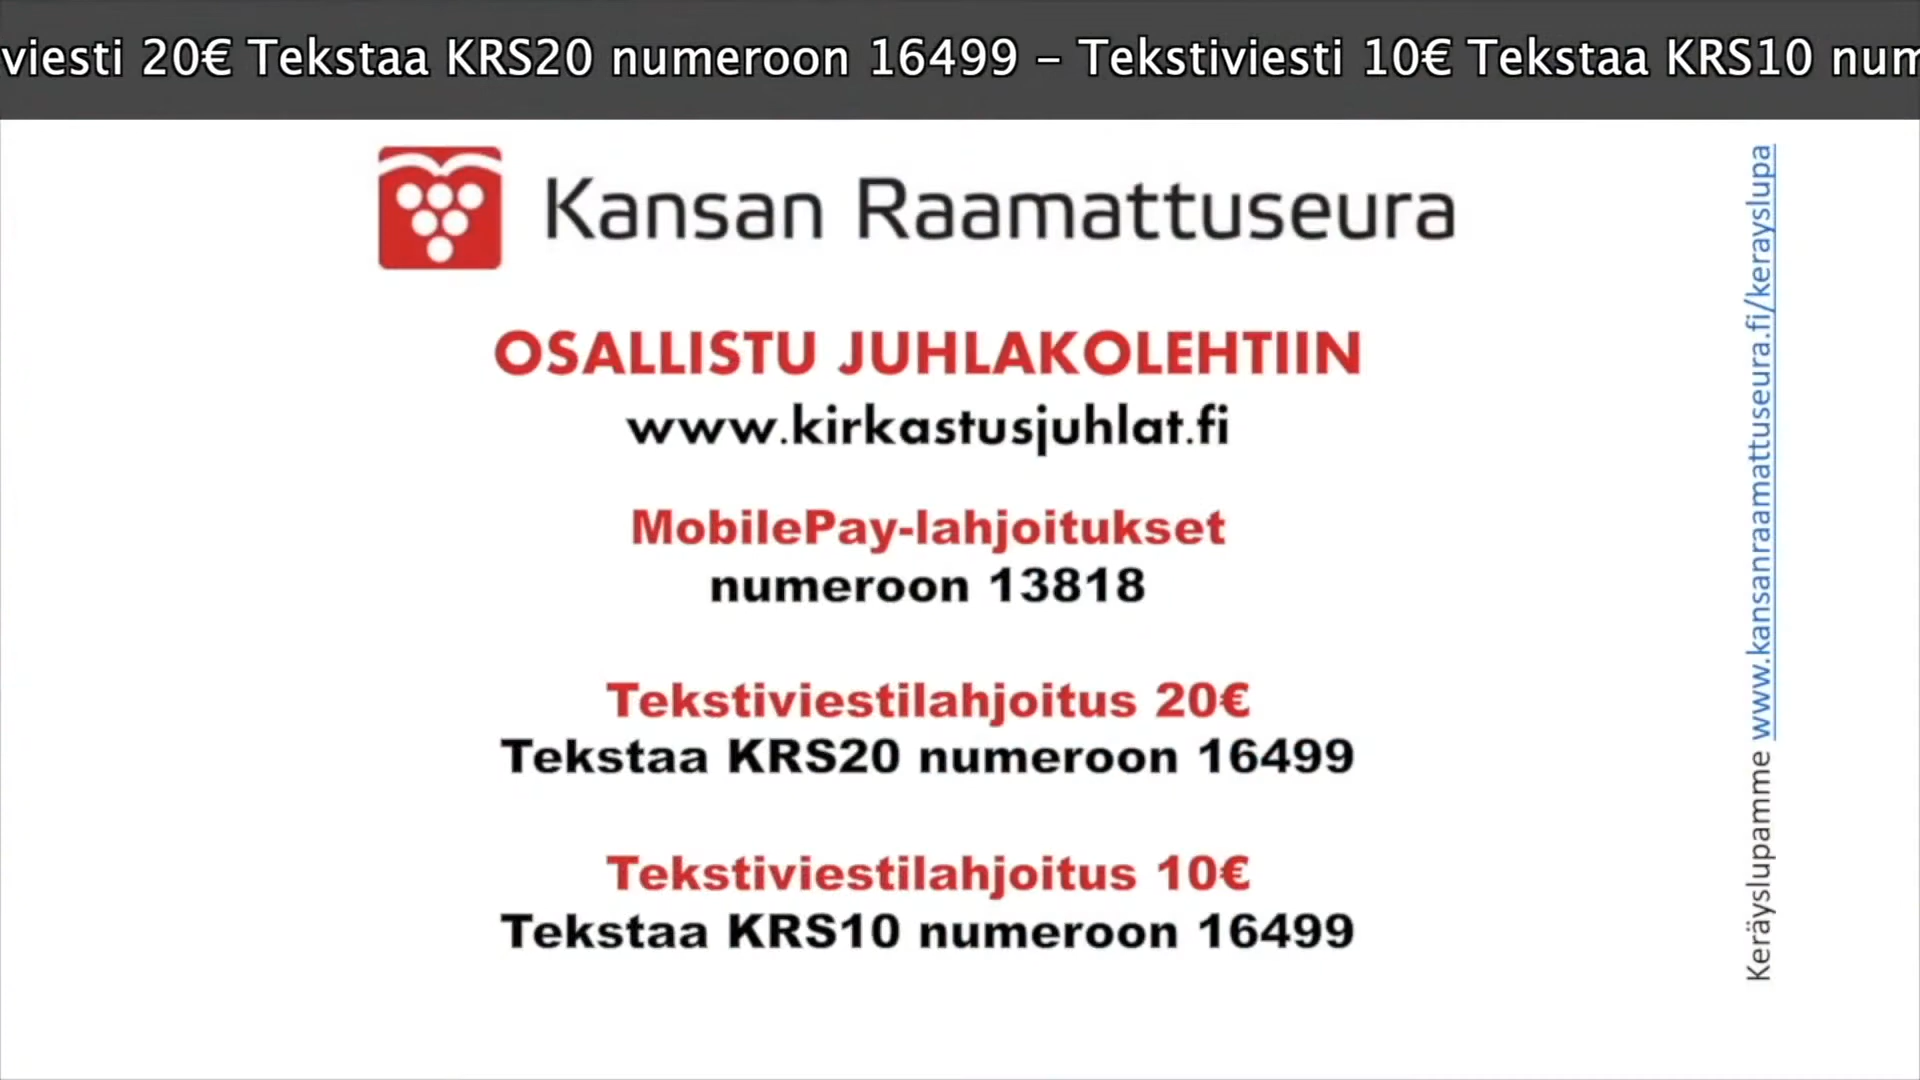 viesti 20€ Tekstaa KRS20 numeroon 16499 – Tekstiviesti 10€ Tekstaa KRS10 num
Kansan Raamattuseura
OSALLISTU JUHLAKOLEHTIIN
www.kirkastusjuhlat.fi
MobilePay-lahjoitukset
numeroon 13818
Tekstiviestilahjoitus 20€
Tekstaa KRS20 numeroon 16499
Tekstiviestilahjoitus 10€
Tekstaa KRS10 numeroon 16499
Keräyslupamme www.kansanraamattuseura.fi/kerayslupa